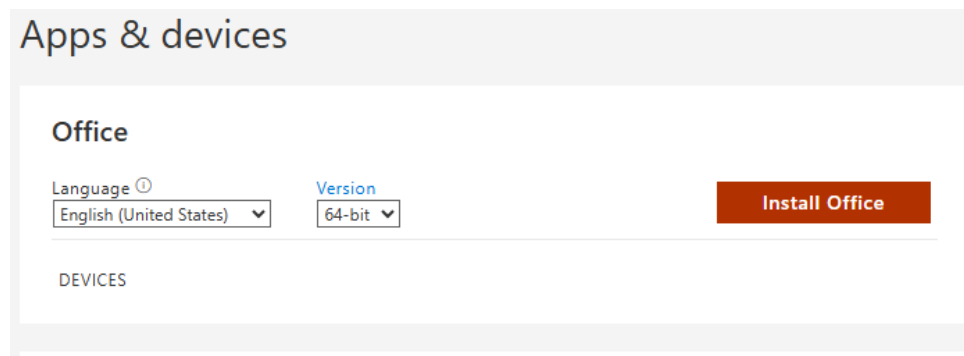 Apps & devices
Office
Language ⓘ
Version
English (United States)
64-bit
Install Office
DEVICES